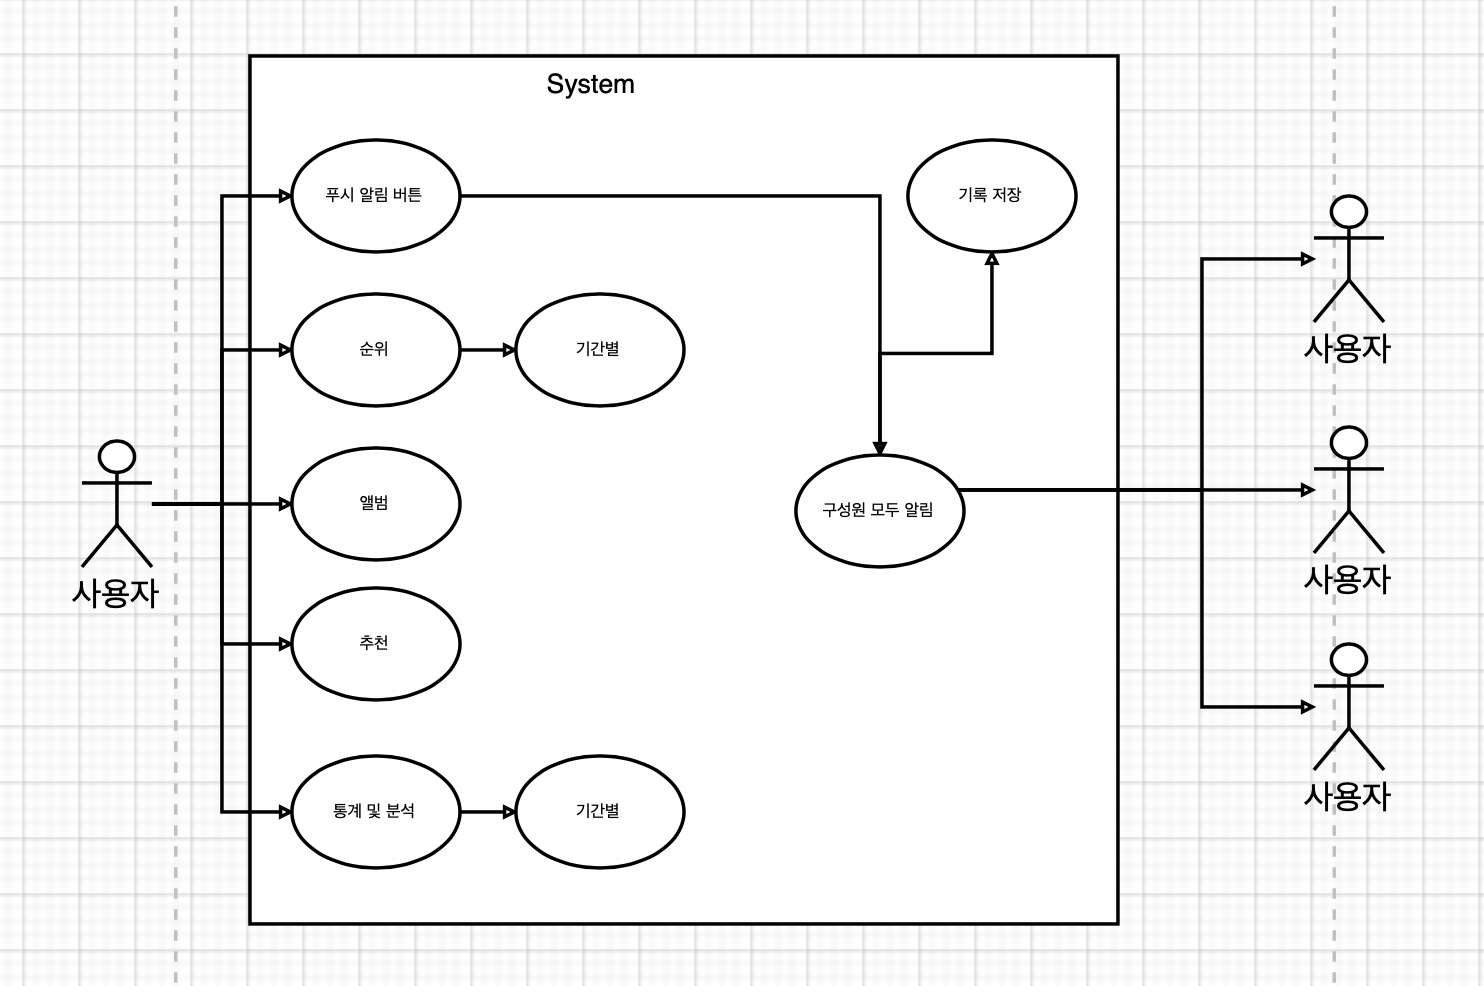 System
푸시 알림 버튼
기록 저장
순위
기간별
사용자
앨범
구성원 모두 알림
사용자
사용자
추천
통계 및 분석
기간별
사용자